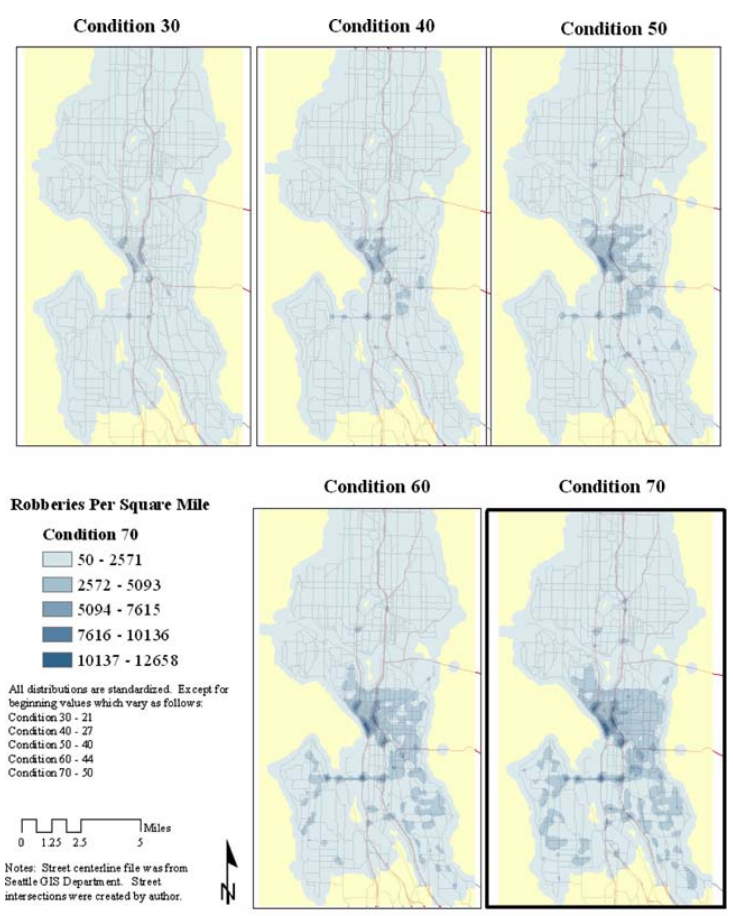 Condition 30
Condition 40
Condition 50
Condition 60
Condition 70
Robberies Per Square Mile
Condition 70
50 - 2571
2572 - 5093
5094 - 7615
7616 - 10136
10137 - 12658
All distributions are standardized. Except for
beginning values which vary as follows:
Condition 30 - 21
Condition 40 - 27
Condition 50 - 40
Condition 60 - 44
Condition 70 - 50
Miles
0 1.25 2.5 5
N
Notes: Street centerline file was from
Seattle GIS Department. Street
intersections were created by author.